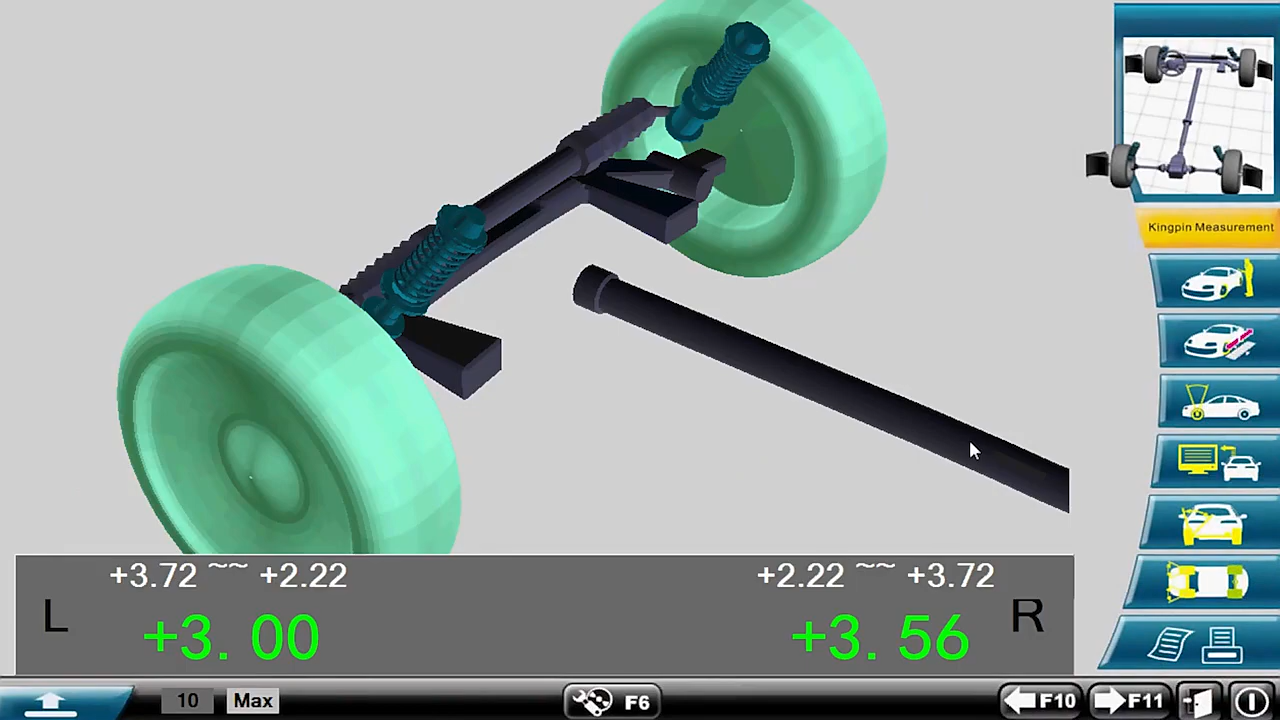 Kingpin Measurement
+3.72 ~~ +2.22
+2.22 ~~ +3.72
L
+3.00
+3.56
R
10
Max
F6
F10
F11